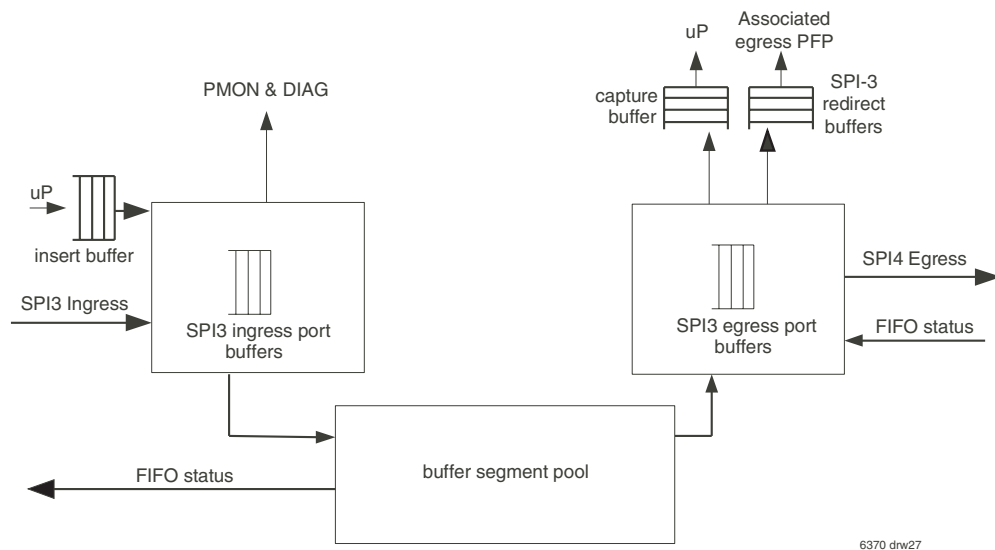 uP
Associated
egress PFP
PMON & DIAG
capture
buffer
SPI-3
redirect
buffers
uP
insert buffer
SPI3 Ingress
SPI3 ingress port
buffers
SPI3 egress port
buffers
SPI4 Egress
FIFO status
buffer segment pool
FIFO status
6370 drw27